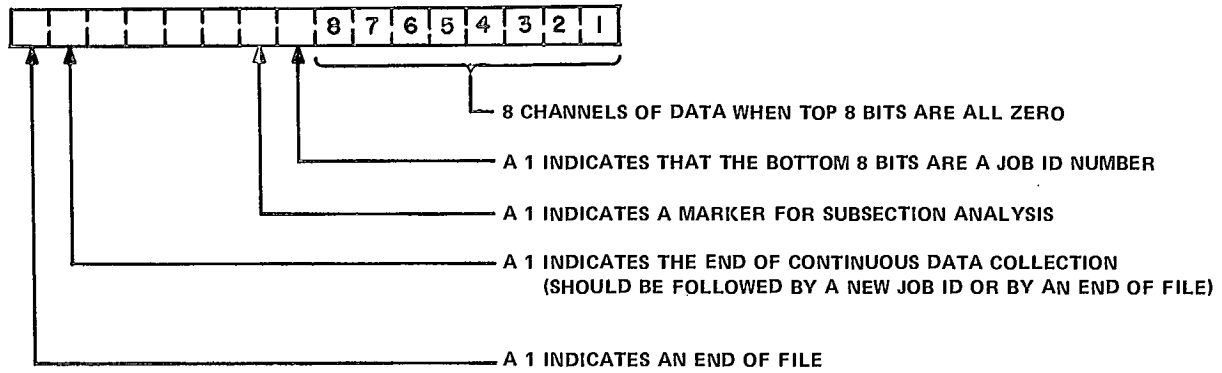 8 7 6 5 4 3 2 1
8 CHANNELS OF DATA WHEN TOP 8 BITS ARE ALL ZERO
A 1 INDICATES THAT THE BOTTOM 8 BITS ARE A JOB ID NUMBER
A 1 INDICATES A MARKER FOR SUBSECTION ANALYSIS
A 1 INDICATES THE END OF CONTINUOUS DATA COLLECTION
(SHOULD BE FOLLOWED BY A NEW JOB ID OR BY AN END OF FILE)
A 1 INDICATES AN END OF FILE